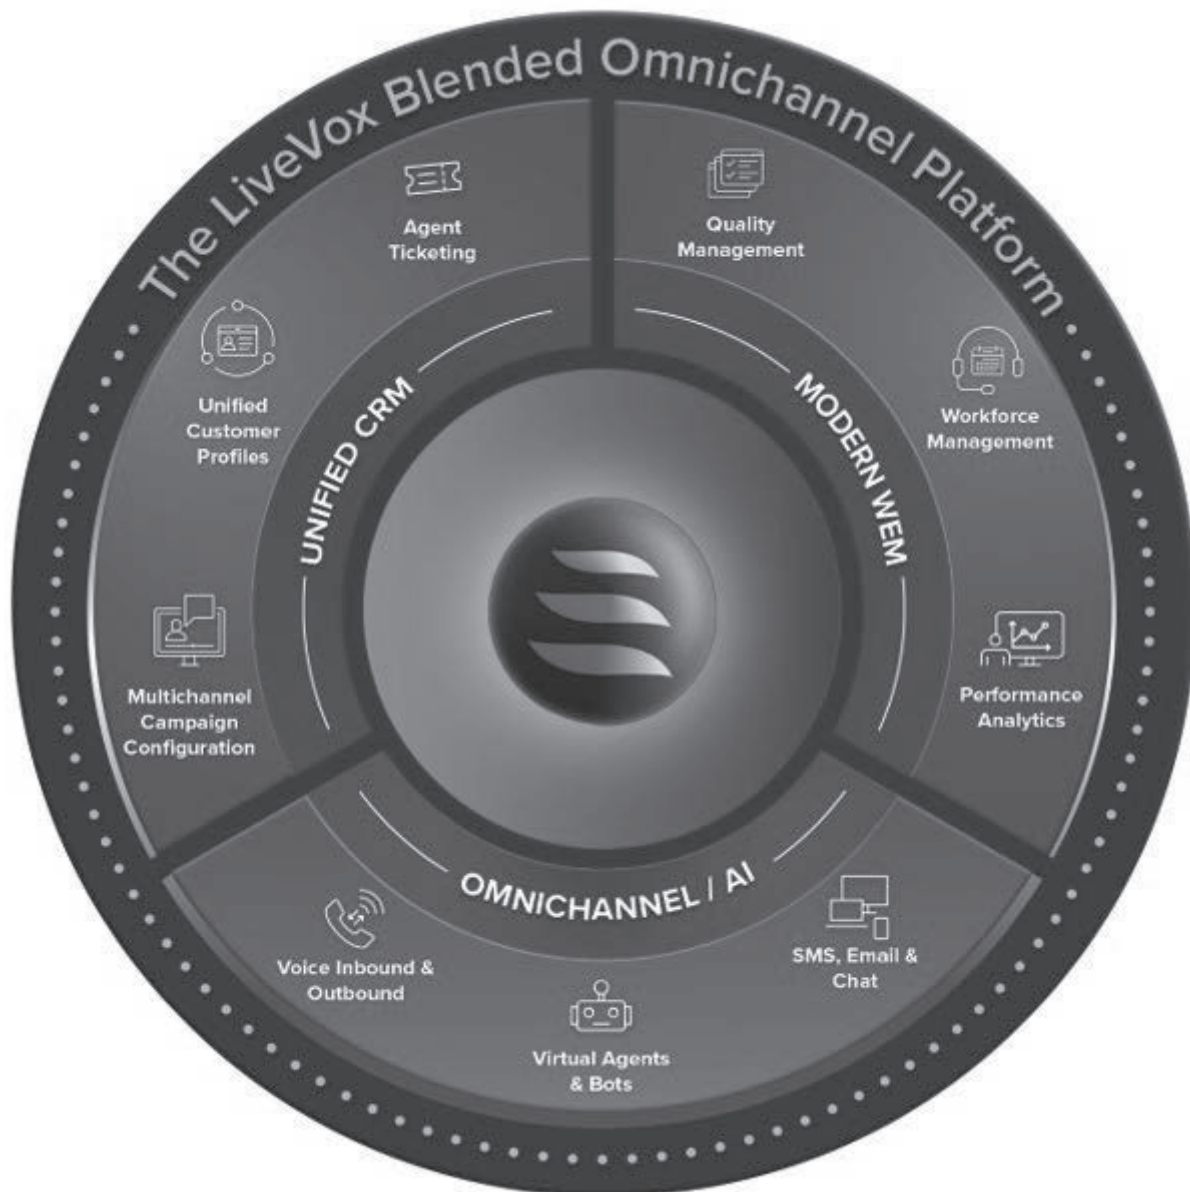 The LiveVox Blended Omnichannel Platform
UNIFIED CRM
Agent
Ticketing
Unified
Customer
Profiles
Multichannel
Campaign
Configuration
MODERN WEM
Quality
Management
Workforce
Management
Performance
Analytics
OMNICHANNEL / AI
Voice Inbound &
Outbound
Virtual Agents
& Bots
SMS, Email &
Chat